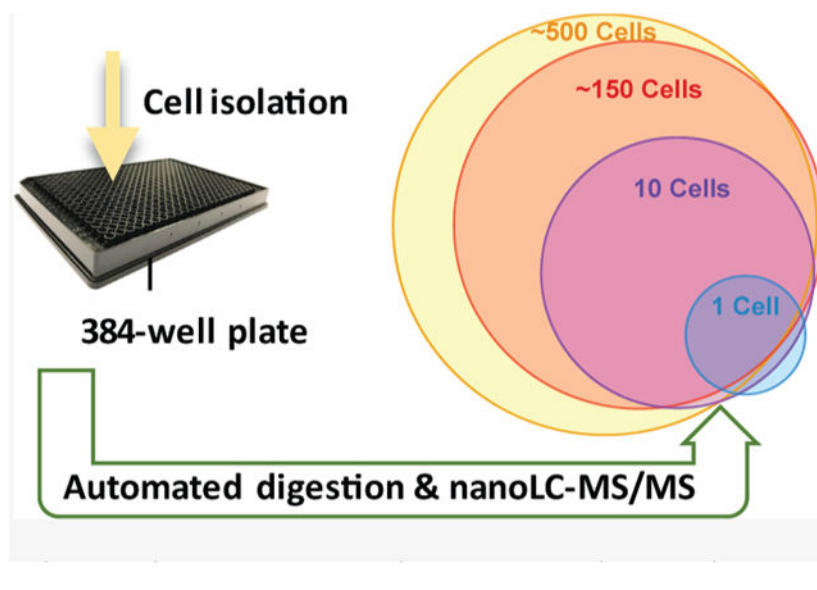 Cell isolation
384-well plate
~500 Cells
~150 Cells
10 Cells
1 Cell
Automated digestion & nanoLC-MS/MS